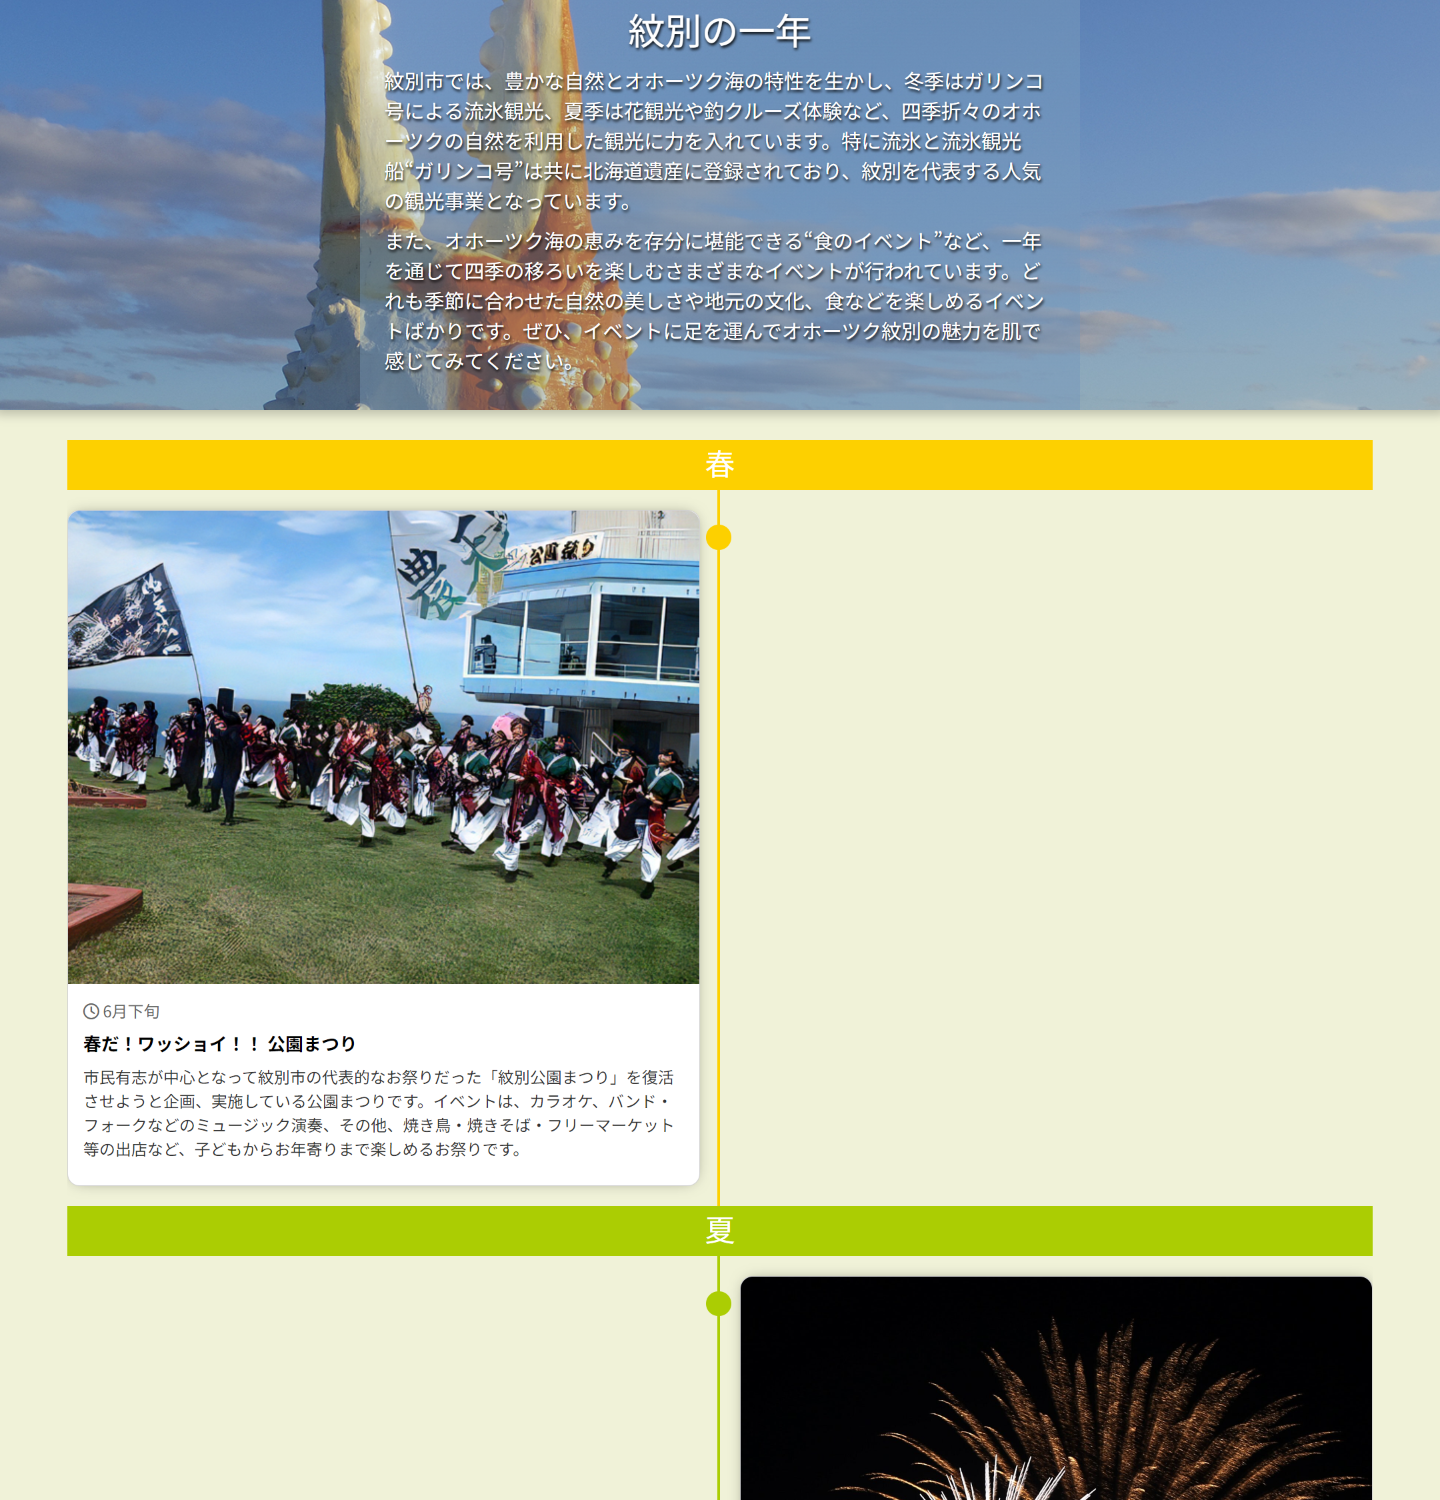 紋別の一年
紋別市では、豊かな自然とオホーツク海の特性を生かし、冬季はガリンコ
号による流氷観光、夏季は花観光や釣クルーズ体験など、四季折々のオホ
ーツクの自然を利用した観光に力を入れています。特に流氷と流氷観光
船“ガリンコ号”は共に北海道遺産に登録されており、紋別を代表する人気
の観光事業となっています。
また、オホーツク海の恵みを存分に堪能できる“食のイベント”など、一年
を通じて四季の移ろいを楽しむさまざまなイベントが行われています。ど
れも季節に合わせた自然の美しさや地元の文化、食などを楽しめるイベン
トばかりです。ぜひ、イベントに足を運んでオホーツク紋別の魅力を肌で
感じてみてください。
春
公園祭り
6月下旬
春だ！ワッショイ！！ 公園まつり
市民有志が中心となって紋別市の代表的なお祭りだった「紋別公園まつり」を復活
させようと企画、実施している公園まつりです。イベントは、カラオケ、バンド・
フォークなどのミュージック演奏、その他、焼き鳥・焼きそば・フリーマーケット
等の出店など、子どもからお年寄りまで楽しめるお祭りです。
夏